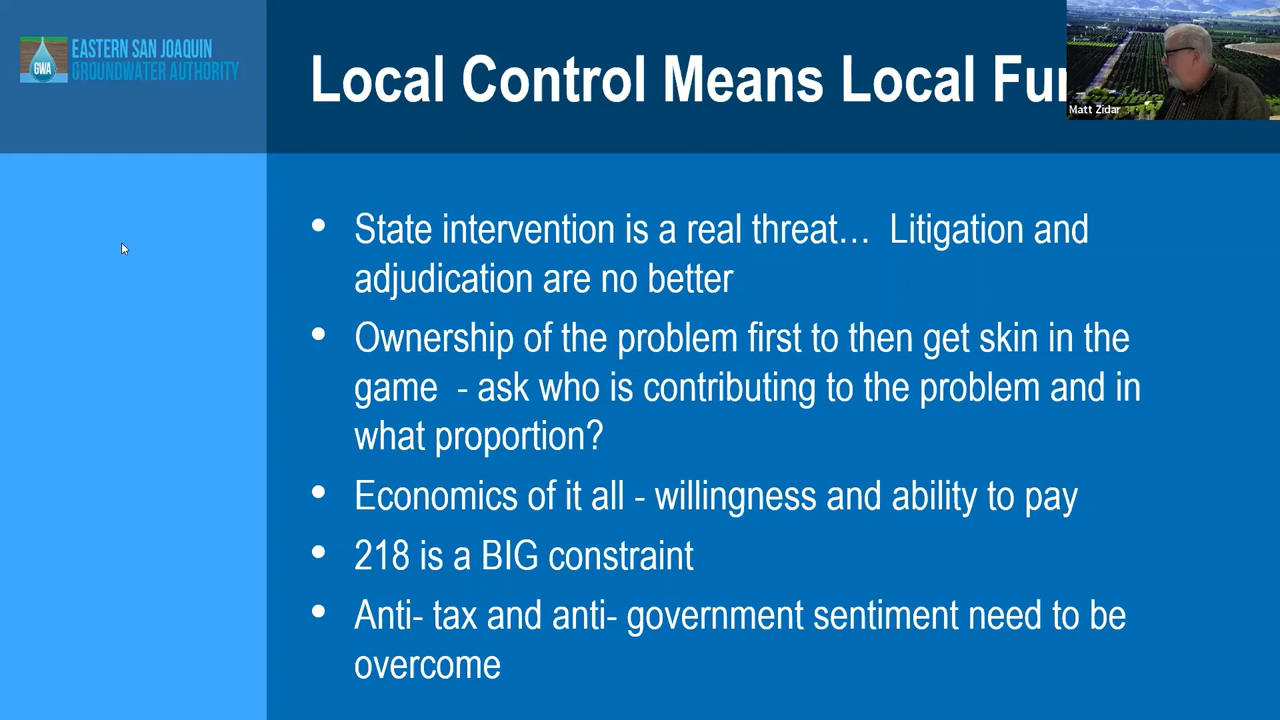 EASTERN SAN JOAQUIN
GROUNDWATER AUTHORITY
GWA
Local Control Means Local
Matt Zidar
• State intervention is a real threat… Litigation and
adjudication are no better
• Ownership of the problem first to then get skin in the
game - ask who is contributing to the problem and in
what proportion?
• Economics of it all - willingness and ability to pay
• 218 is a BIG constraint
• Anti- tax and anti- government sentiment need to be
overcome